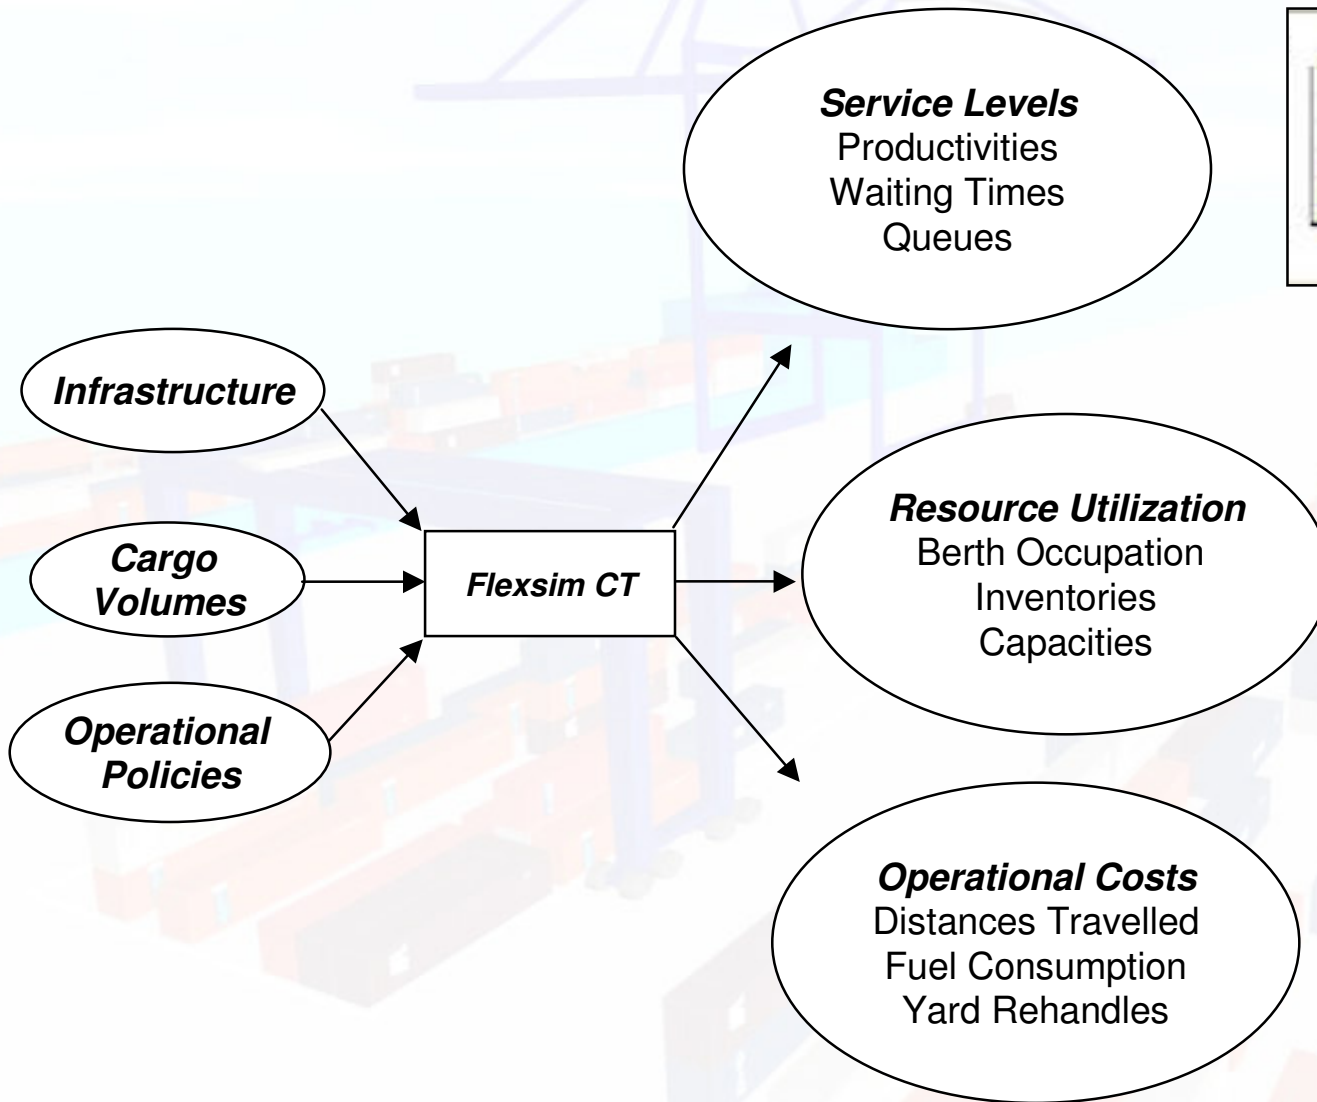 Service Levels
Productivities
Waiting Times
Queues
Infrastructure
Cargo
Volumes
Operational
Policies
Flexsim CT
Resource Utilization
Berth Occupation
Inventories
Capacities
Operational Costs
Distances Travelled
Fuel Consumption
Yard Rehandles